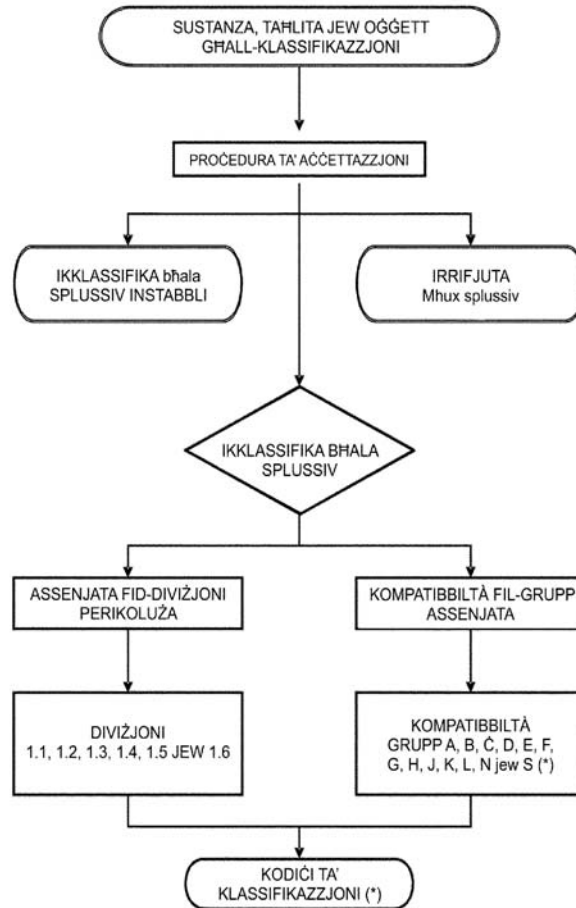 SUSTANZA, TAĦLITA JEW OĠĠETT
GĦALL-KLASSIFIKAZZJONI
PROĊEDURA TA' AĊĊETTAZZJONI
IKKLASSIFIKA bħala
SPLUSSIV INSTABBLI
IRRIFJUTA
Mhux splussiv
IKKLASSIFIKA BĦALA
SPLUSSIV
ASSENJATA FID-DIVIŻJONI
PERIKOLUŻA
KOMPATIBBILTÀ FIL-GRUPP
ASSENJATA
DIVIŻJONI
1.1, 1.2, 1.3, 1.4, 1.5 JEW 1.6
KOMPATIBBILTÀ
GRUPP A, B, Ċ, D, E, F,
G, H, J, K, L, N jew S (*)
KODIĊI TA'
KLASSIFIKAZZJONI (*)